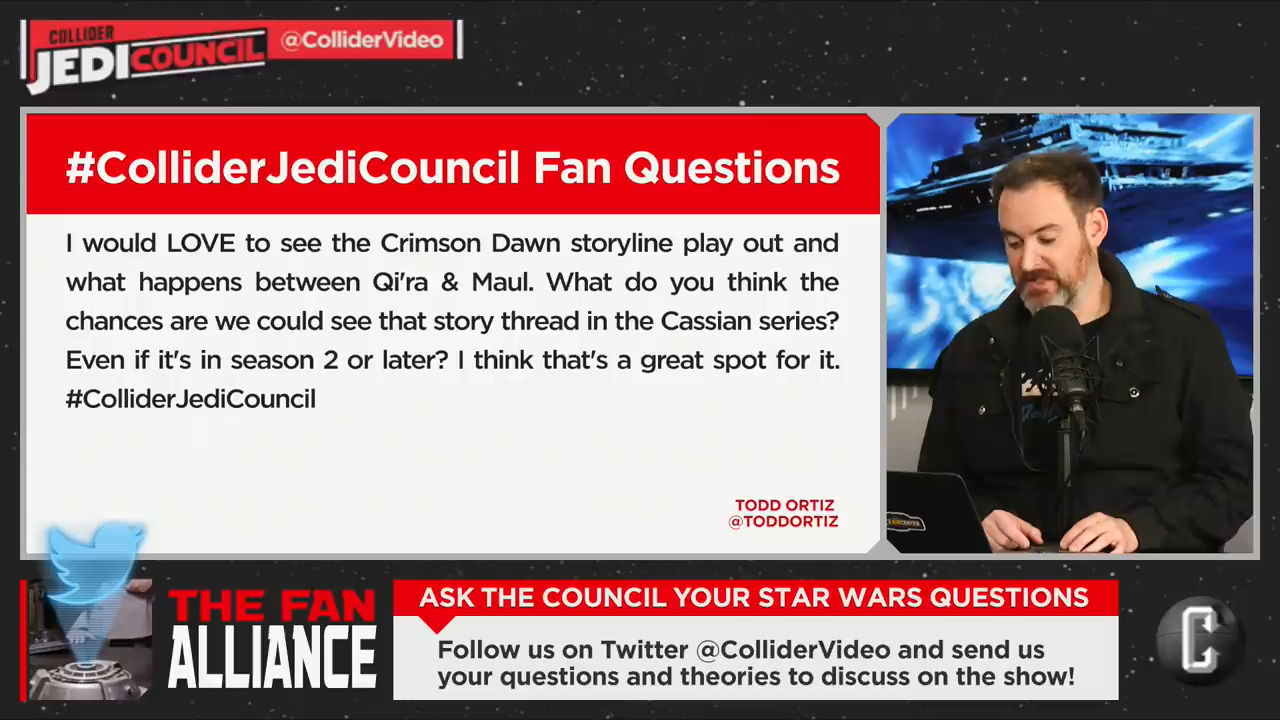 COLLIDER
JEDI COUNCIL
@ColliderVideo
#ColliderJediCouncil Fan Questions
I would LOVE to see the Crimson Dawn storyline play out and
what happens between Qi'ra & Maul. What do you think the
chances are we could see that story thread in the Cassian series?
Even if it's in season 2 or later? I think that's a great spot for it.
#ColliderJediCouncil
TODD ORTIZ
@TODDORTIZ
THE FAN
ALLIANCE
ASK THE COUNCIL YOUR STAR WARS QUESTIONS
Follow us on Twitter @ColliderVideo and send us
your questions and theories to discuss on the show!